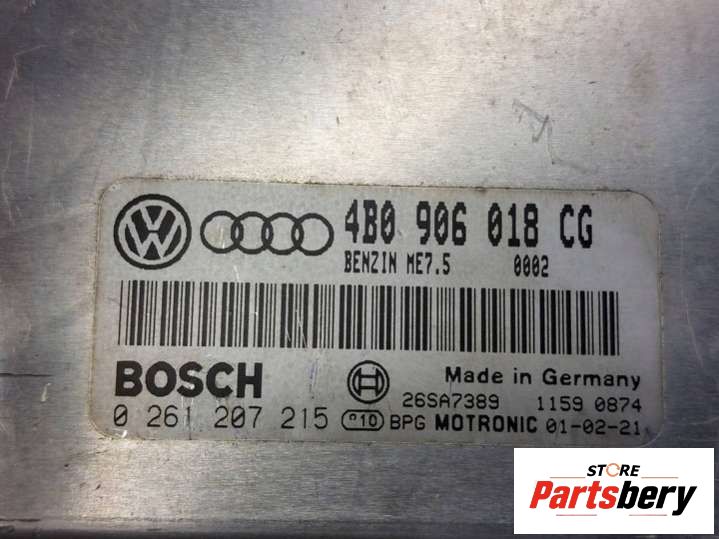 4B0 906 018 CG
BENZIN ME7.5 0002
BOSCH
Made in Germany
26SA7389 1159 0874
0 261 207 215 e10 BPG MOTRONIC 01-02-21
STORE
Partsbery